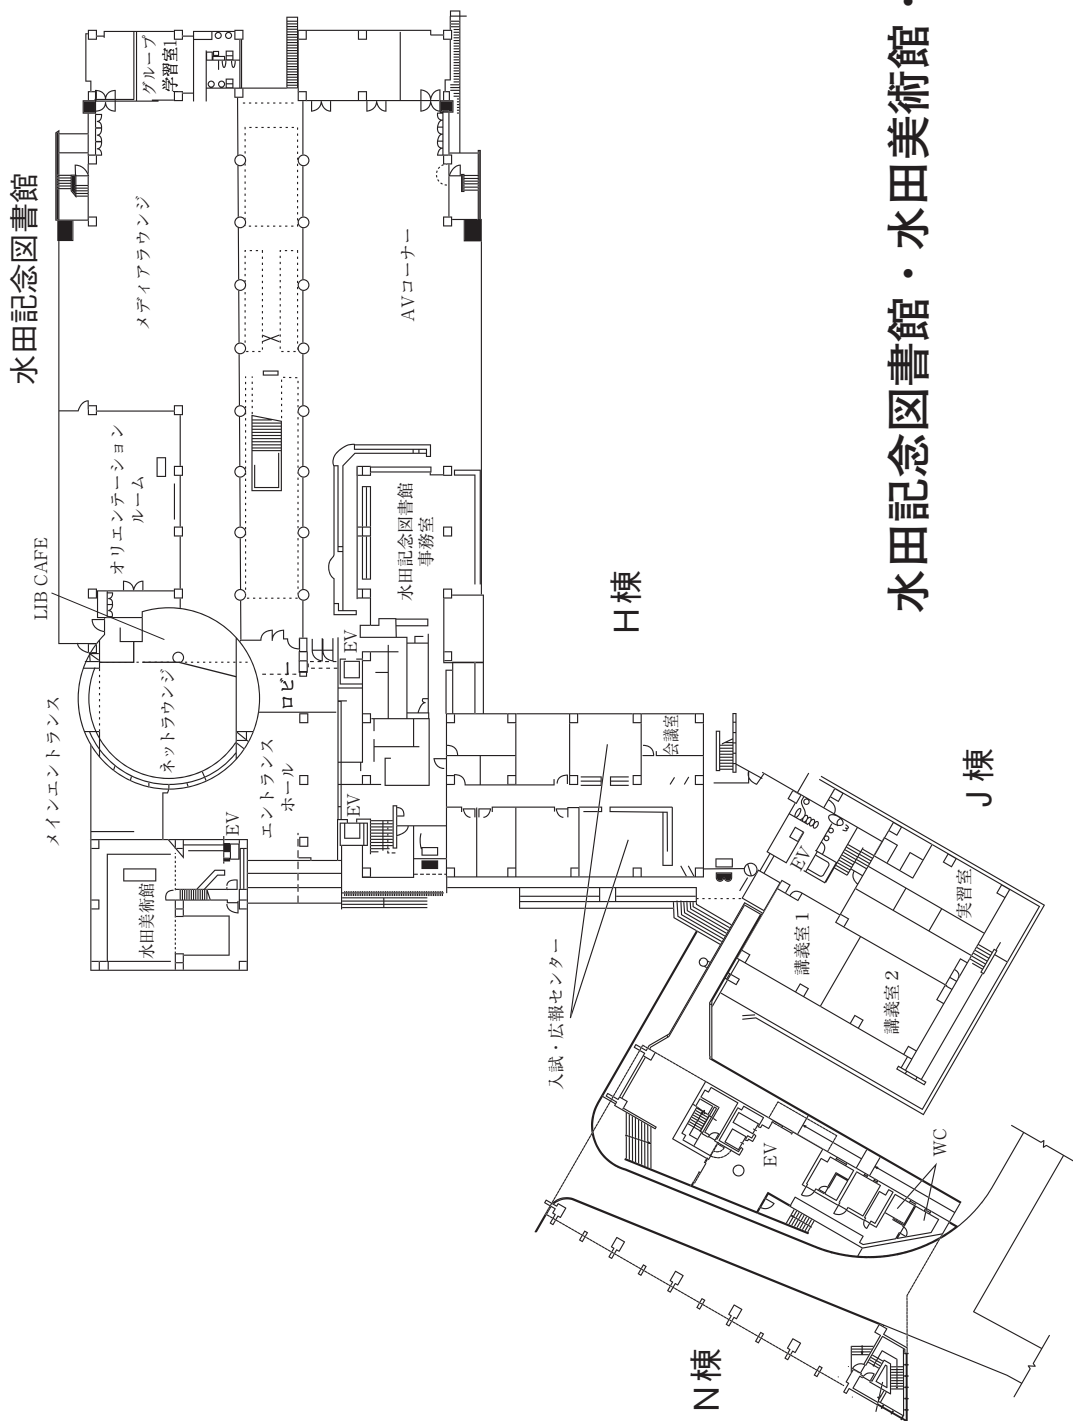 水田記念図書館
グループ
学習室1
メディアラウンジ
AVコーナー
オリエンテーション
ルーム
LIB CAFE
水田記念図書館
事務室
メインエントランス
ネットラウンジ
ロビー
EV
エントランス
ホール
EV
EV
水田美術館
H棟
会議室
入試・広報センター
J棟
EV
実習室
講義室1
講義室2
EV
WC
N棟
水田記念図書館・水田美術館・